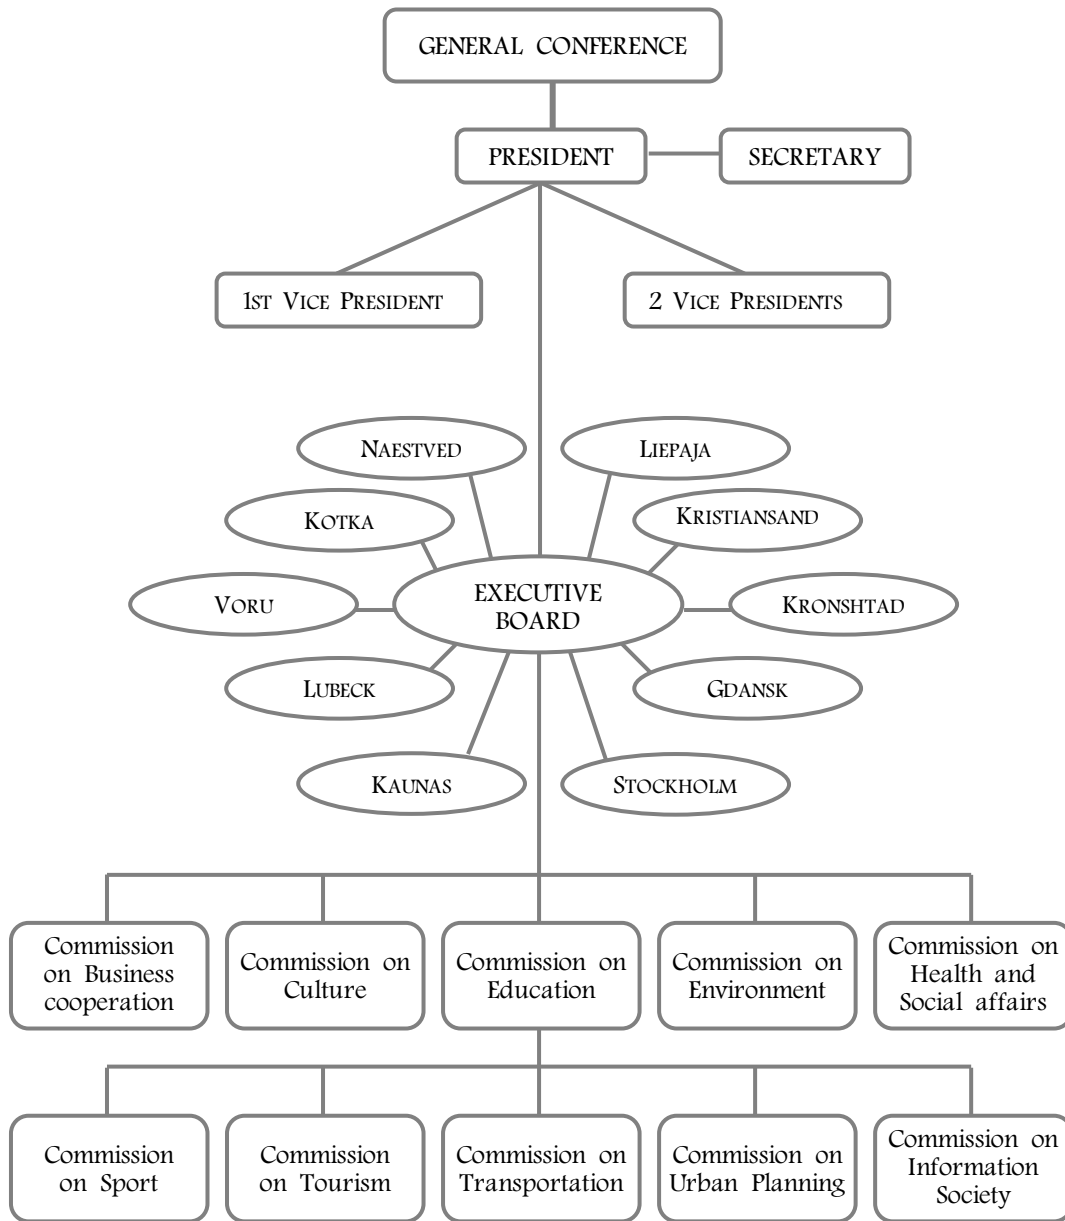 GENERAL CONFERENCE
PRESIDENT
SECRETARY
1ST VICE PRESIDENT
2 VICE PRESIDENTS
NAESTVED
LIEPAJA
KOTKA
KRISTIANSAND
EXECUTIVE
BOARD
VORU
KRONSHTAD
LUBECK
GDANSK
KAUNAS
STOCKHOLM
Commission
on Business
cooperation
Commission on
Culture
Commission on
Education
Commission on
Environment
Commission on
Health and
Social affairs
Commission
on Sport
Commission
on Tourism
Commission on
Transportation
Commission on
Urban Planning
Commission on
Information
Society